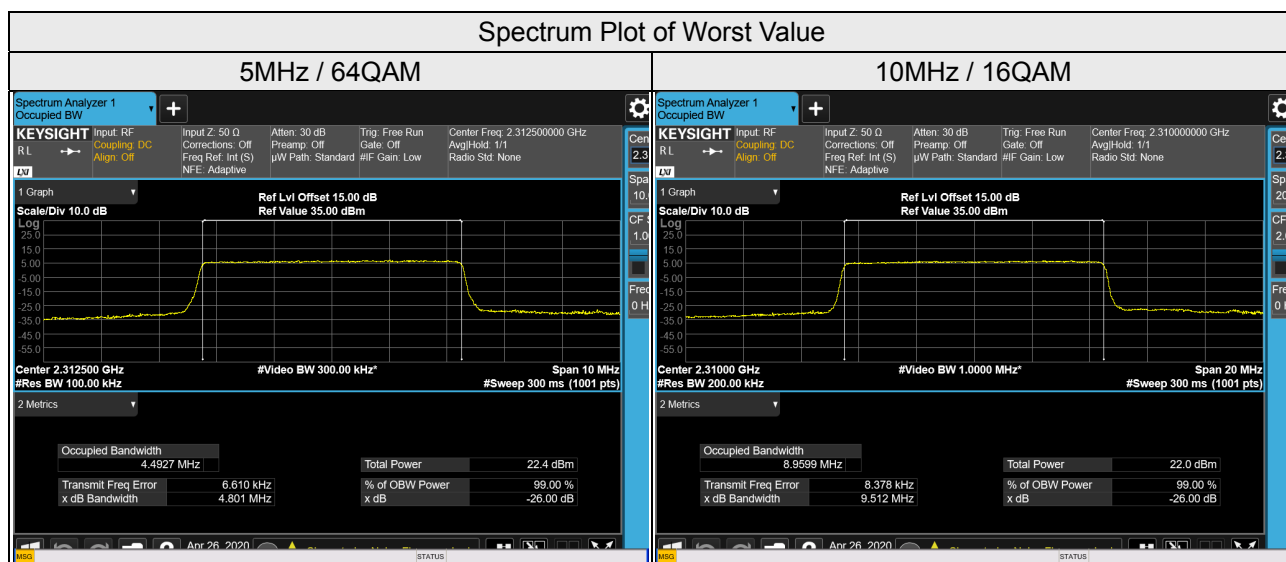 Spectrum Plot of Worst Value
5MHz / 64QAM
10MHz / 16QAM
Spectrum Analyzer 1
Occupied BW
+
KEYSIGHT Input: RF Input Z: 50 Ω Atten: 30 dB Trig: Free Run Center Freq: 2.312500000 GHz
RL Coupling: DC Corrections: Off Preamp: Off Gate: Off Avg|Hold: 1/1
Align: Off Freq Ref: Int (S) µW Path: Standard #IF Gain: Low Radio Std: None
LXI NFE: Adaptive
1 Graph
Ref Lvl Offset 15.00 dB
Scale/Div 10.0 dB Ref Value 35.00 dBm
Log
25.0
15.0
5.00
-5.00
-15.0
-25.0
-35.0
-45.0
-55.0
Center 2.312500 GHz #Video BW 300.00 kHz* Span 10 MHz
#Res BW 100.00 kHz #Sweep 300 ms (1001 pts)
2 Metrics
Occupied Bandwidth
4.4927 MHz Total Power 22.4 dBm
Transmit Freq Error 6.610 kHz % of OBW Power 99.00 %
x dB Bandwidth 4.801 MHz x dB -26.00 dB
Apr 26, 2020
MSG STATUS
Spectrum Analyzer 1
Occupied BW
+
KEYSIGHT Input: RF Input Z: 50 Ω Atten: 30 dB Trig: Free Run Center Freq: 2.310000000 GHz
RL Coupling: DC Corrections: Off Preamp: Off Gate: Off Avg|Hold: 1/1
Align: Off Freq Ref: Int (S) µW Path: Standard #IF Gain: Low Radio Std: None
LXI NFE: Adaptive
1 Graph
Ref Lvl Offset 15.00 dB
Scale/Div 10.0 dB Ref Value 35.00 dBm
Log
25.0
15.0
5.00
-5.00
-15.0
-25.0
-35.0
-45.0
-55.0
Center 2.31000 GHz #Video BW 1.0000 MHz* Span 20 MHz
#Res BW 200.00 kHz #Sweep 300 ms (1001 pts)
2 Metrics
Occupied Bandwidth
8.9599 MHz Total Power 22.0 dBm
Transmit Freq Error 8.378 kHz % of OBW Power 99.00 %
x dB Bandwidth 9.512 MHz x dB -26.00 dB
Apr 26, 2020
MSG STATUS